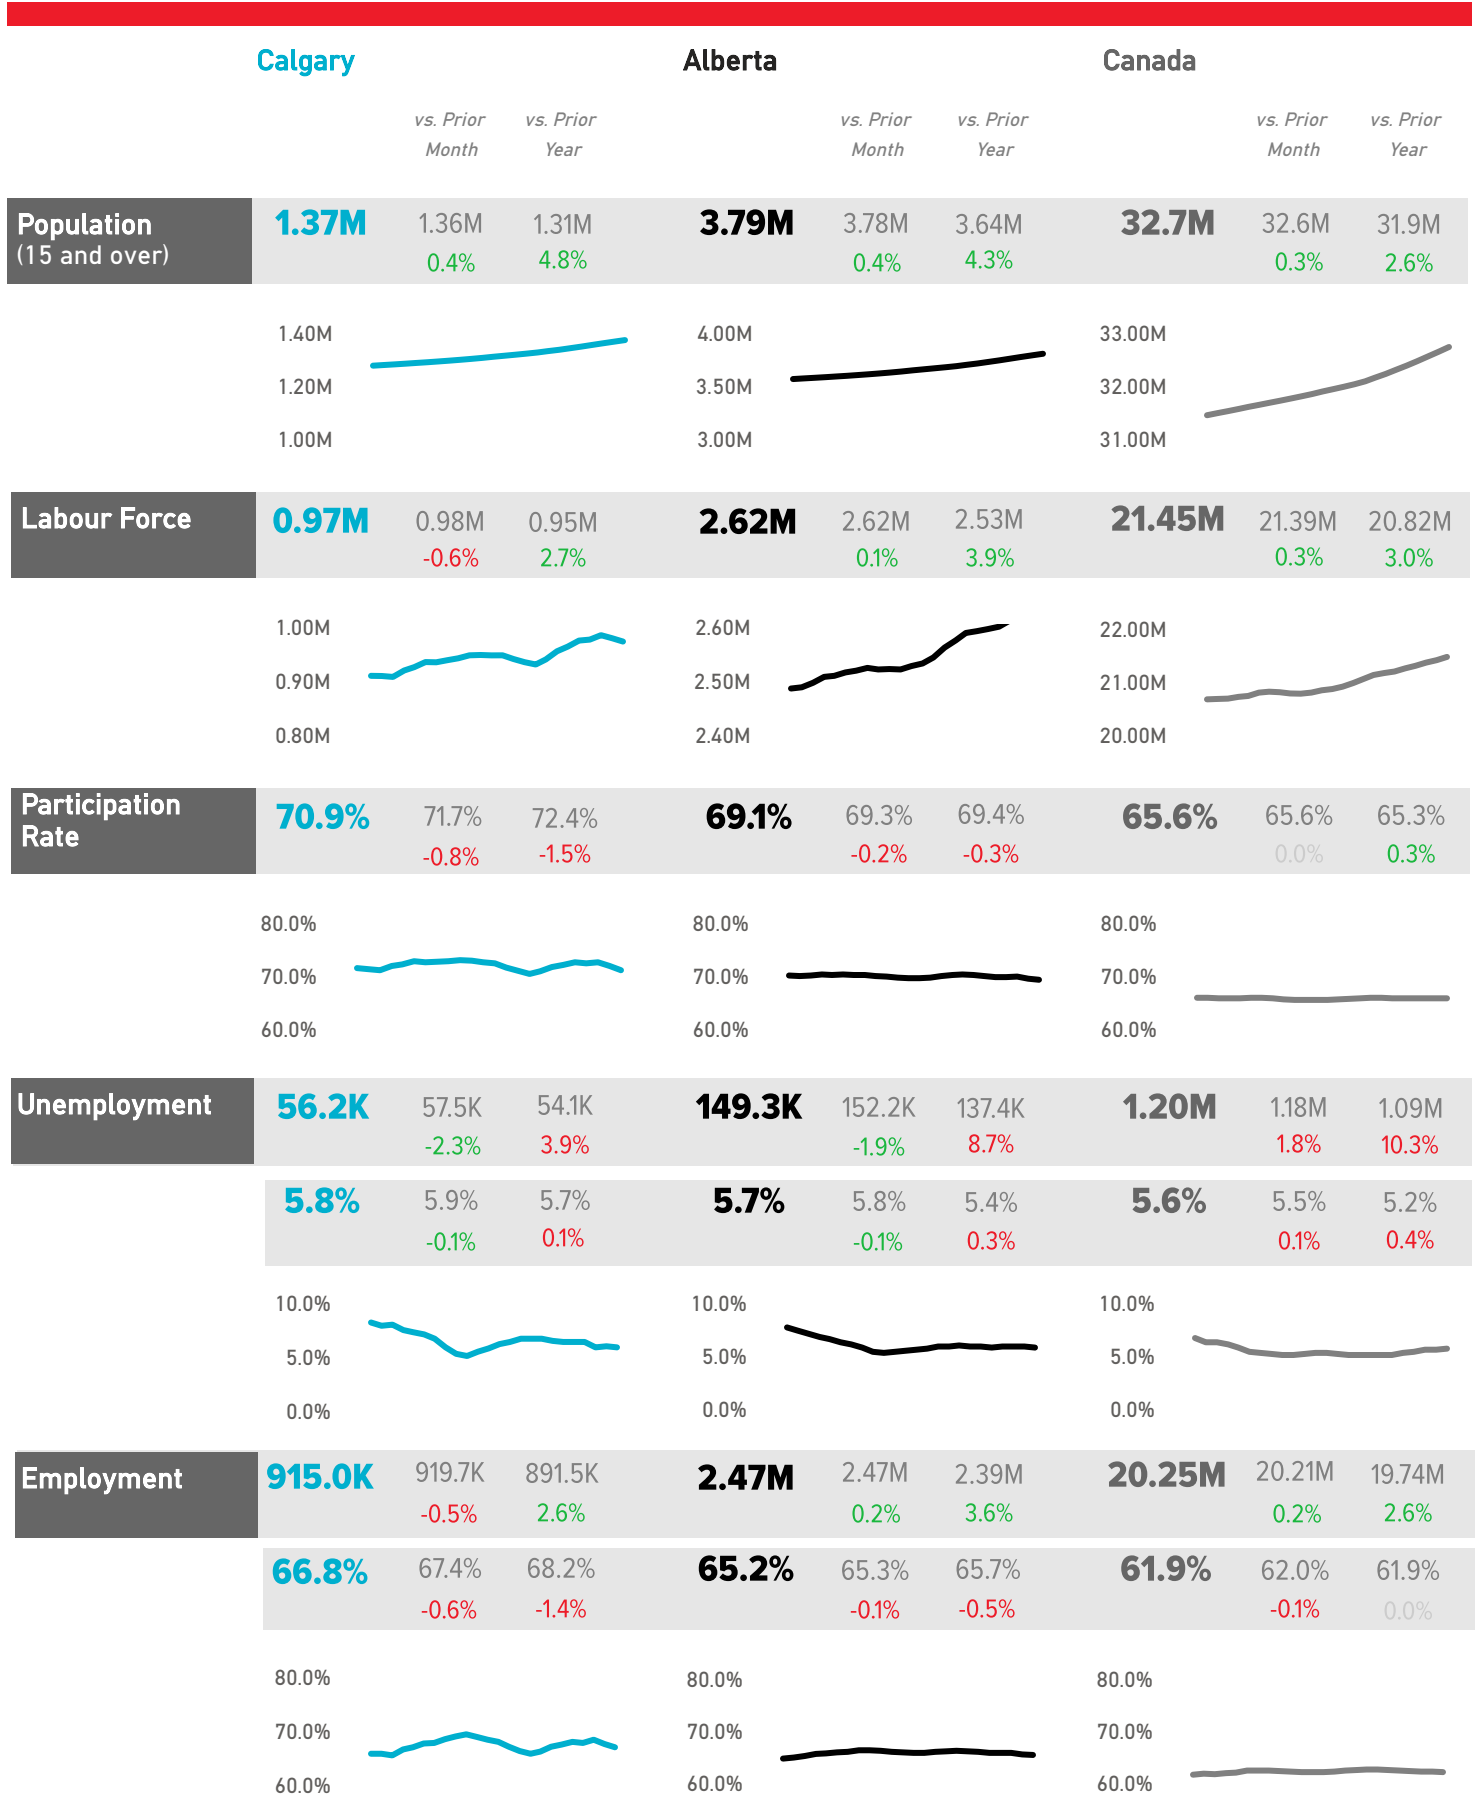 Calgary Alberta Canada
vs. Prior vs. Prior vs. Prior vs. Prior vs. Prior vs. Prior
Month Year Month Year Month Year
Population 1.37M 1.36M 1.31M 3.79M 3.78M 3.64M 32.7M 32.6M 31.9M
(15 and over) 0.4% 4.8% 0.4% 4.3% 0.3% 2.6%
1.40M 4.00M 33.00M
1.20M 3.50M 32.00M
1.00M 3.00M 31.00M
Labour Force 0.97M 0.98M 0.95M 2.62M 2.62M 2.53M 21.45M 21.39M 20.82M
-0.6% 2.7% 0.1% 3.9% 0.3% 3.0%
1.00M 2.60M 22.00M
0.90M 2.50M 21.00M
0.80M 2.40M 20.00M
Participation 70.9% 71.7% 72.4% 69.1% 69.3% 69.4% 65.6% 65.6% 65.3%
Rate -0.8% -1.5% -0.2% -0.3% 0.0% 0.3%
80.0% 80.0% 80.0%
70.0% 70.0% 70.0%
60.0% 60.0% 60.0%
Unemployment 56.2K 57.5K 54.1K 149.3K 152.2K 137.4K 1.20M 1.18M 1.09M
-2.3% 3.9% -1.9% 8.7% 1.8% 10.3%
5.8% 5.9% 5.7% 5.7% 5.8% 5.4% 5.6% 5.5% 5.2%
-0.1% 0.1% -0.1% 0.3% 0.1% 0.4%
10.0% 10.0% 10.0%
5.0% 5.0% 5.0%
0.0% 0.0% 0.0%
Employment 915.0K 919.7K 891.5K 2.47M 2.47M 2.39M 20.25M 20.21M 19.74M
-0.5% 2.6% 0.2% 3.6% 0.2% 2.6%
66.8% 67.4% 68.2% 65.2% 65.3% 65.7% 61.9% 62.0% 61.9%
-0.6% -1.4% -0.1% -0.5% -0.1% 0.0%
80.0% 80.0% 80.0%
70.0% 70.0% 70.0%
60.0% 60.0% 60.0%